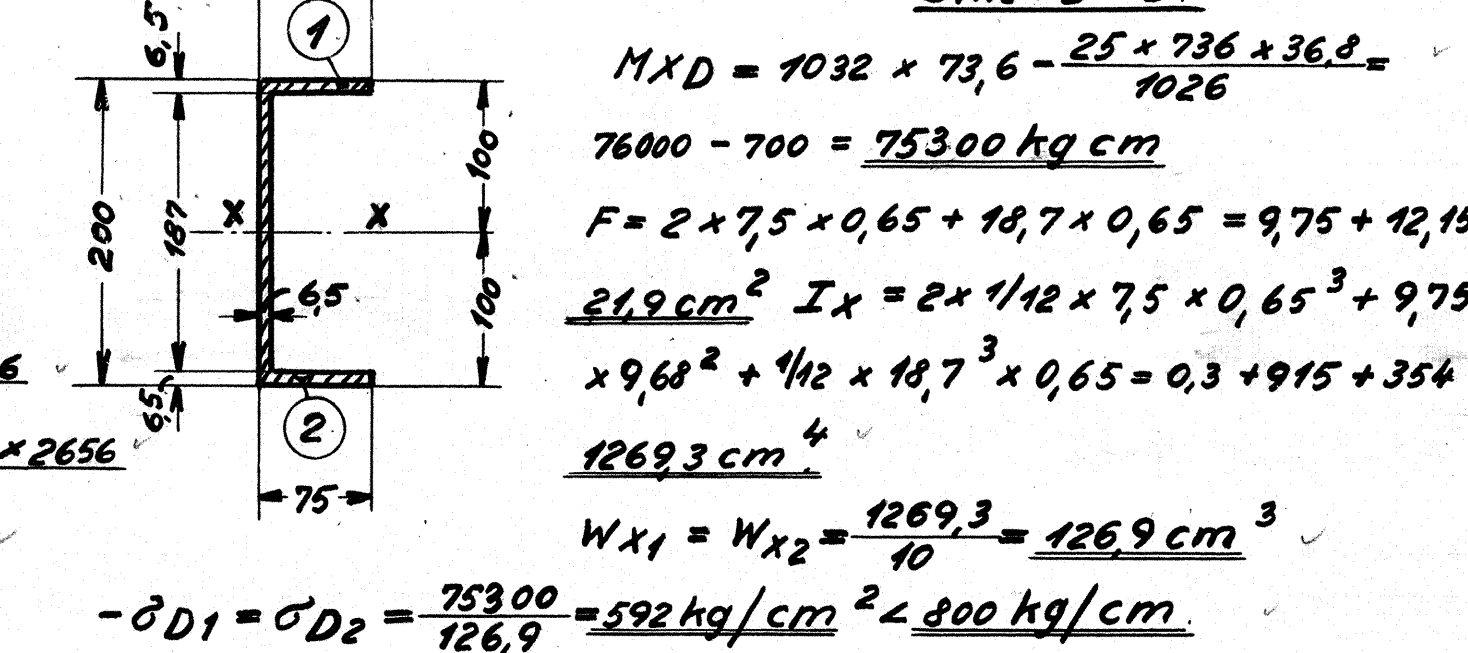 6,5
1
MXD = 1032 x 73,6 - 25 x 736 x 36,8 / 1026 =
76000 - 700 = 75300 kg cm
200
187
100
X X
F = 2 x 7,5 x 0,65 + 18,7 x 0,65 = 9,75 + 12,15
6,5
100
21,9 cm² Ix = 2x 1/12 x 7,5 x 0,65³ + 9,75
6
x 9,68² + 1/12 x 18,7³ x 0,65 = 0,3 + 915 + 354
6,5
2
x 2656
1269,3 cm⁴.
75
Wx1 = Wx2 = 1269,3 / 10 = 126,9 cm³
-σD1 = σD2 = 75300 / 126,9 = 592 kg/cm² < 800 kg/cm.